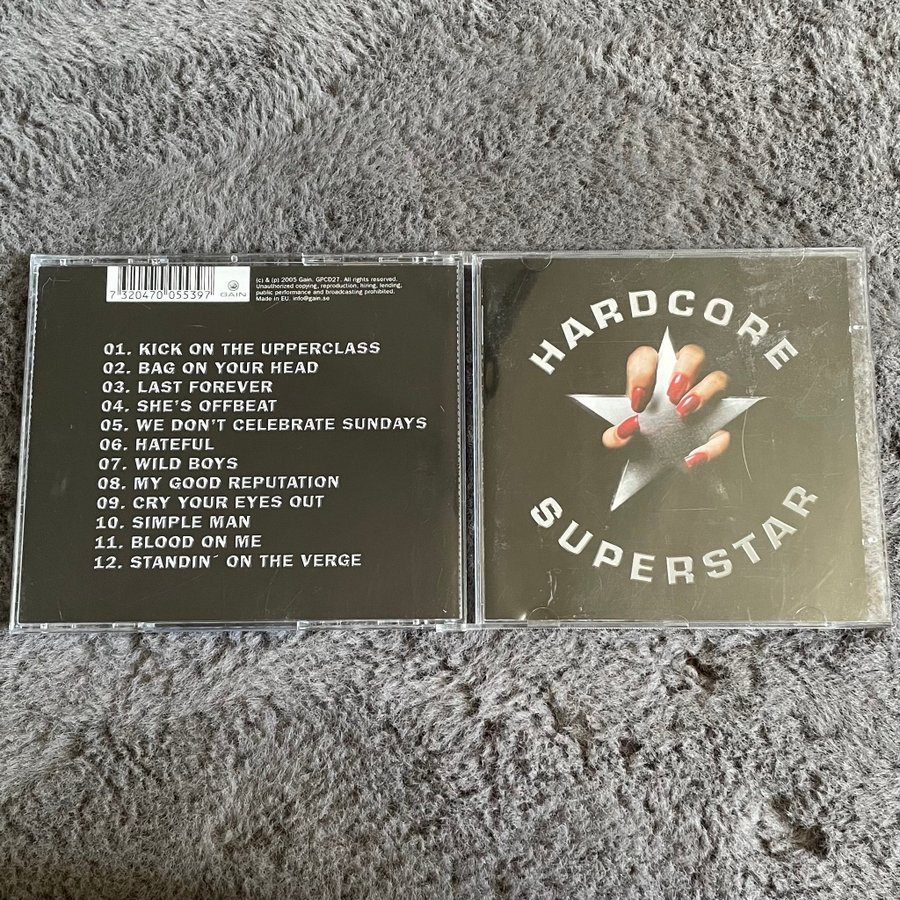 7 320470 055397
GAIN
(c) & (p) 2005 Gain. GPCD27. All rights reserved.
Unauthorized copying, reproduction, hiring, lending,
public performance and broadcasting prohibited.
Made in EU. info@gain.se
01. KICK ON THE UPPERCLASS
02. BAG ON YOUR HEAD
03. LAST FOREVER
04. SHE'S OFFBEAT
05. WE DON'T CELEBRATE SUNDAYS
06. HATEFUL
07. WILD BOYS
08. MY GOOD REPUTATION
09. CRY YOUR EYES OUT
10. SIMPLE MAN
11. BLOOD ON ME
12. STANDIN´ ON THE VERGE
HARDCORE
SUPERSTAR